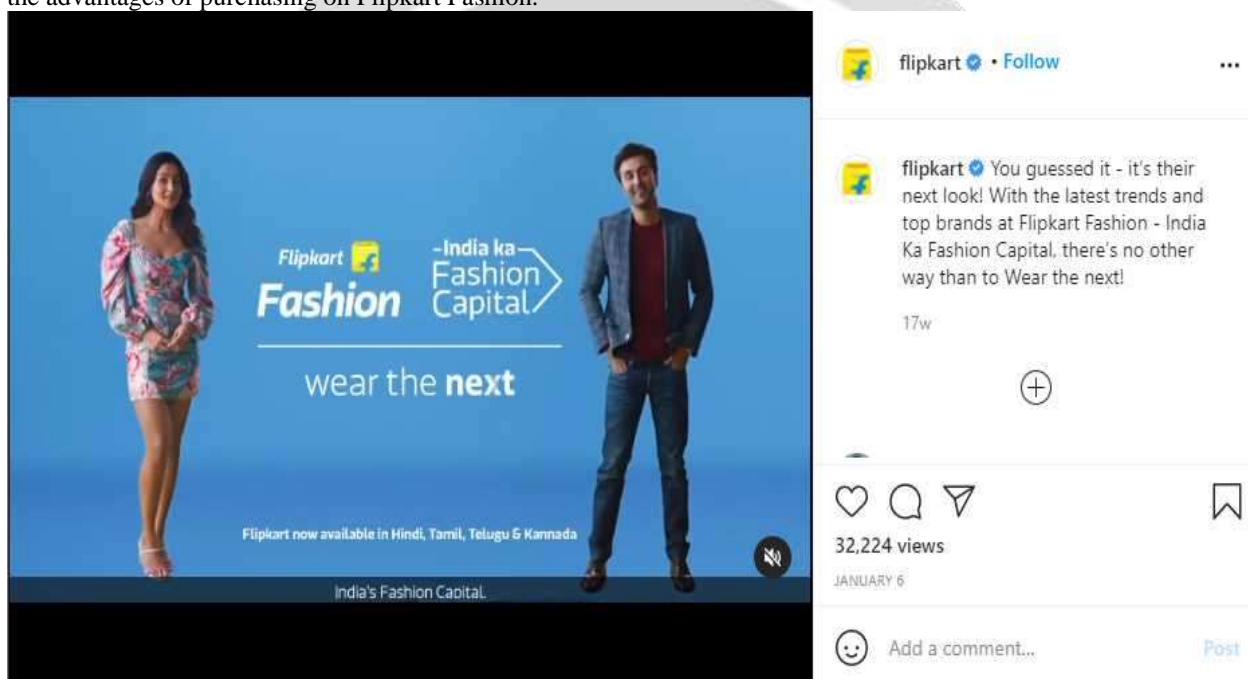 the advantages of purchasing on Flipkart Fashion.
Flipkart
Fashion
-India ka-
Fashion
Capital
wear the next
Flipkart now available in Hindi, Tamil, Telugu & Kannada
India's Fashion Capital.
flipkart • Follow
flipkart You guessed it - it's their
next look! With the latest trends and
top brands at Flipkart Fashion - India
Ka Fashion Capital, there's no other
way than to Wear the next!
17w
32,224 views
JANUARY 6
Add a comment...
Post